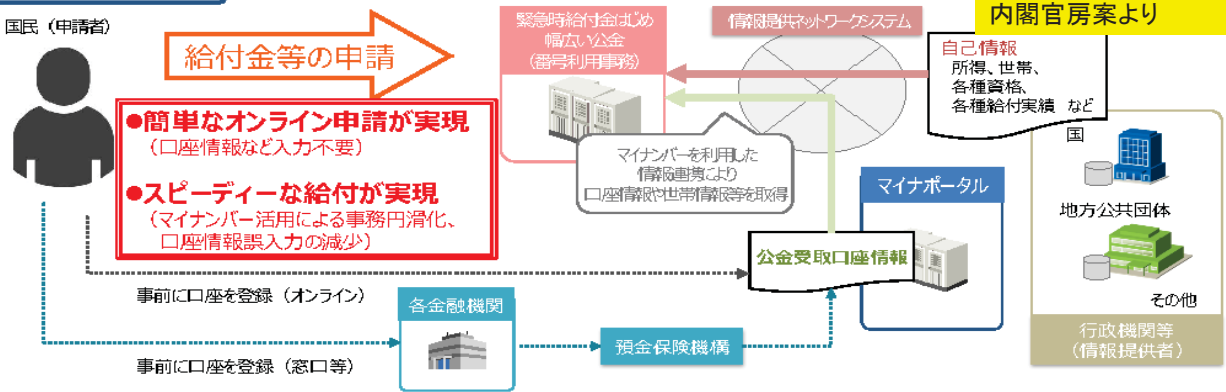 国民（申請者）
給付金等の申請
緊急時給付金はじめ
幅広い公金
（番号利用事務）
情報提供ネットワークシステム
内閣官房案より
自己情報
所得、世帯、
各種資格、
各種給付実績 など
●簡単なオンライン申請が実現
（口座情報など入力不要）
●スピーディーな給付が実現
（マイナンバー活用による事務円滑化、
口座情報誤入力の減少）
マイナンバーを利用した
情報連携により
口座情報や世帯情報等を取得
マイナポータル
公金受取口座情報
国
地方公共団体
その他
行政機関等
（情報提供者）
事前に口座を登録（オンライン）
各金融機関
預金保険機構
事前に口座を登録（窓口等）